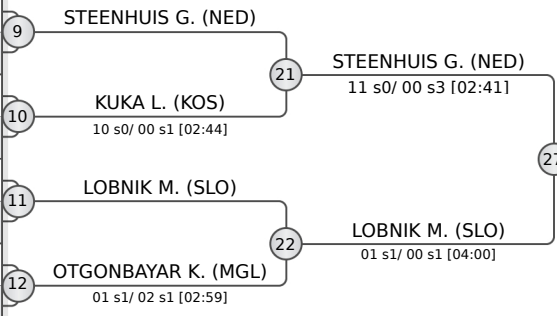 STEENHUIS G. (NED)
9
21
STEENHUIS G. (NED)
11 s0/ 00 s3 [02:41]
KUKA L. (KOS)
10
10 s0/ 00 s1 [02:44]
27
LOBNIK M. (SLO)
11
22
LOBNIK M. (SLO)
01 s1/ 00 s1 [04:00]
OTGONBAYAR K. (MGL)
12
01 s1/ 02 s1 [02:59]